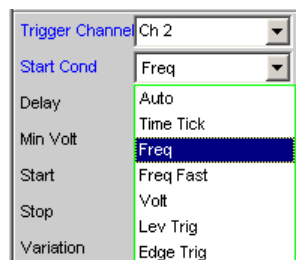 Trigger Channel Ch 2
Start Cond Freq
Delay Auto
Time Tick
Min Volt
Freq
Start Freq Fast
Stop Volt
Lev Trig
Variation Edge Trig